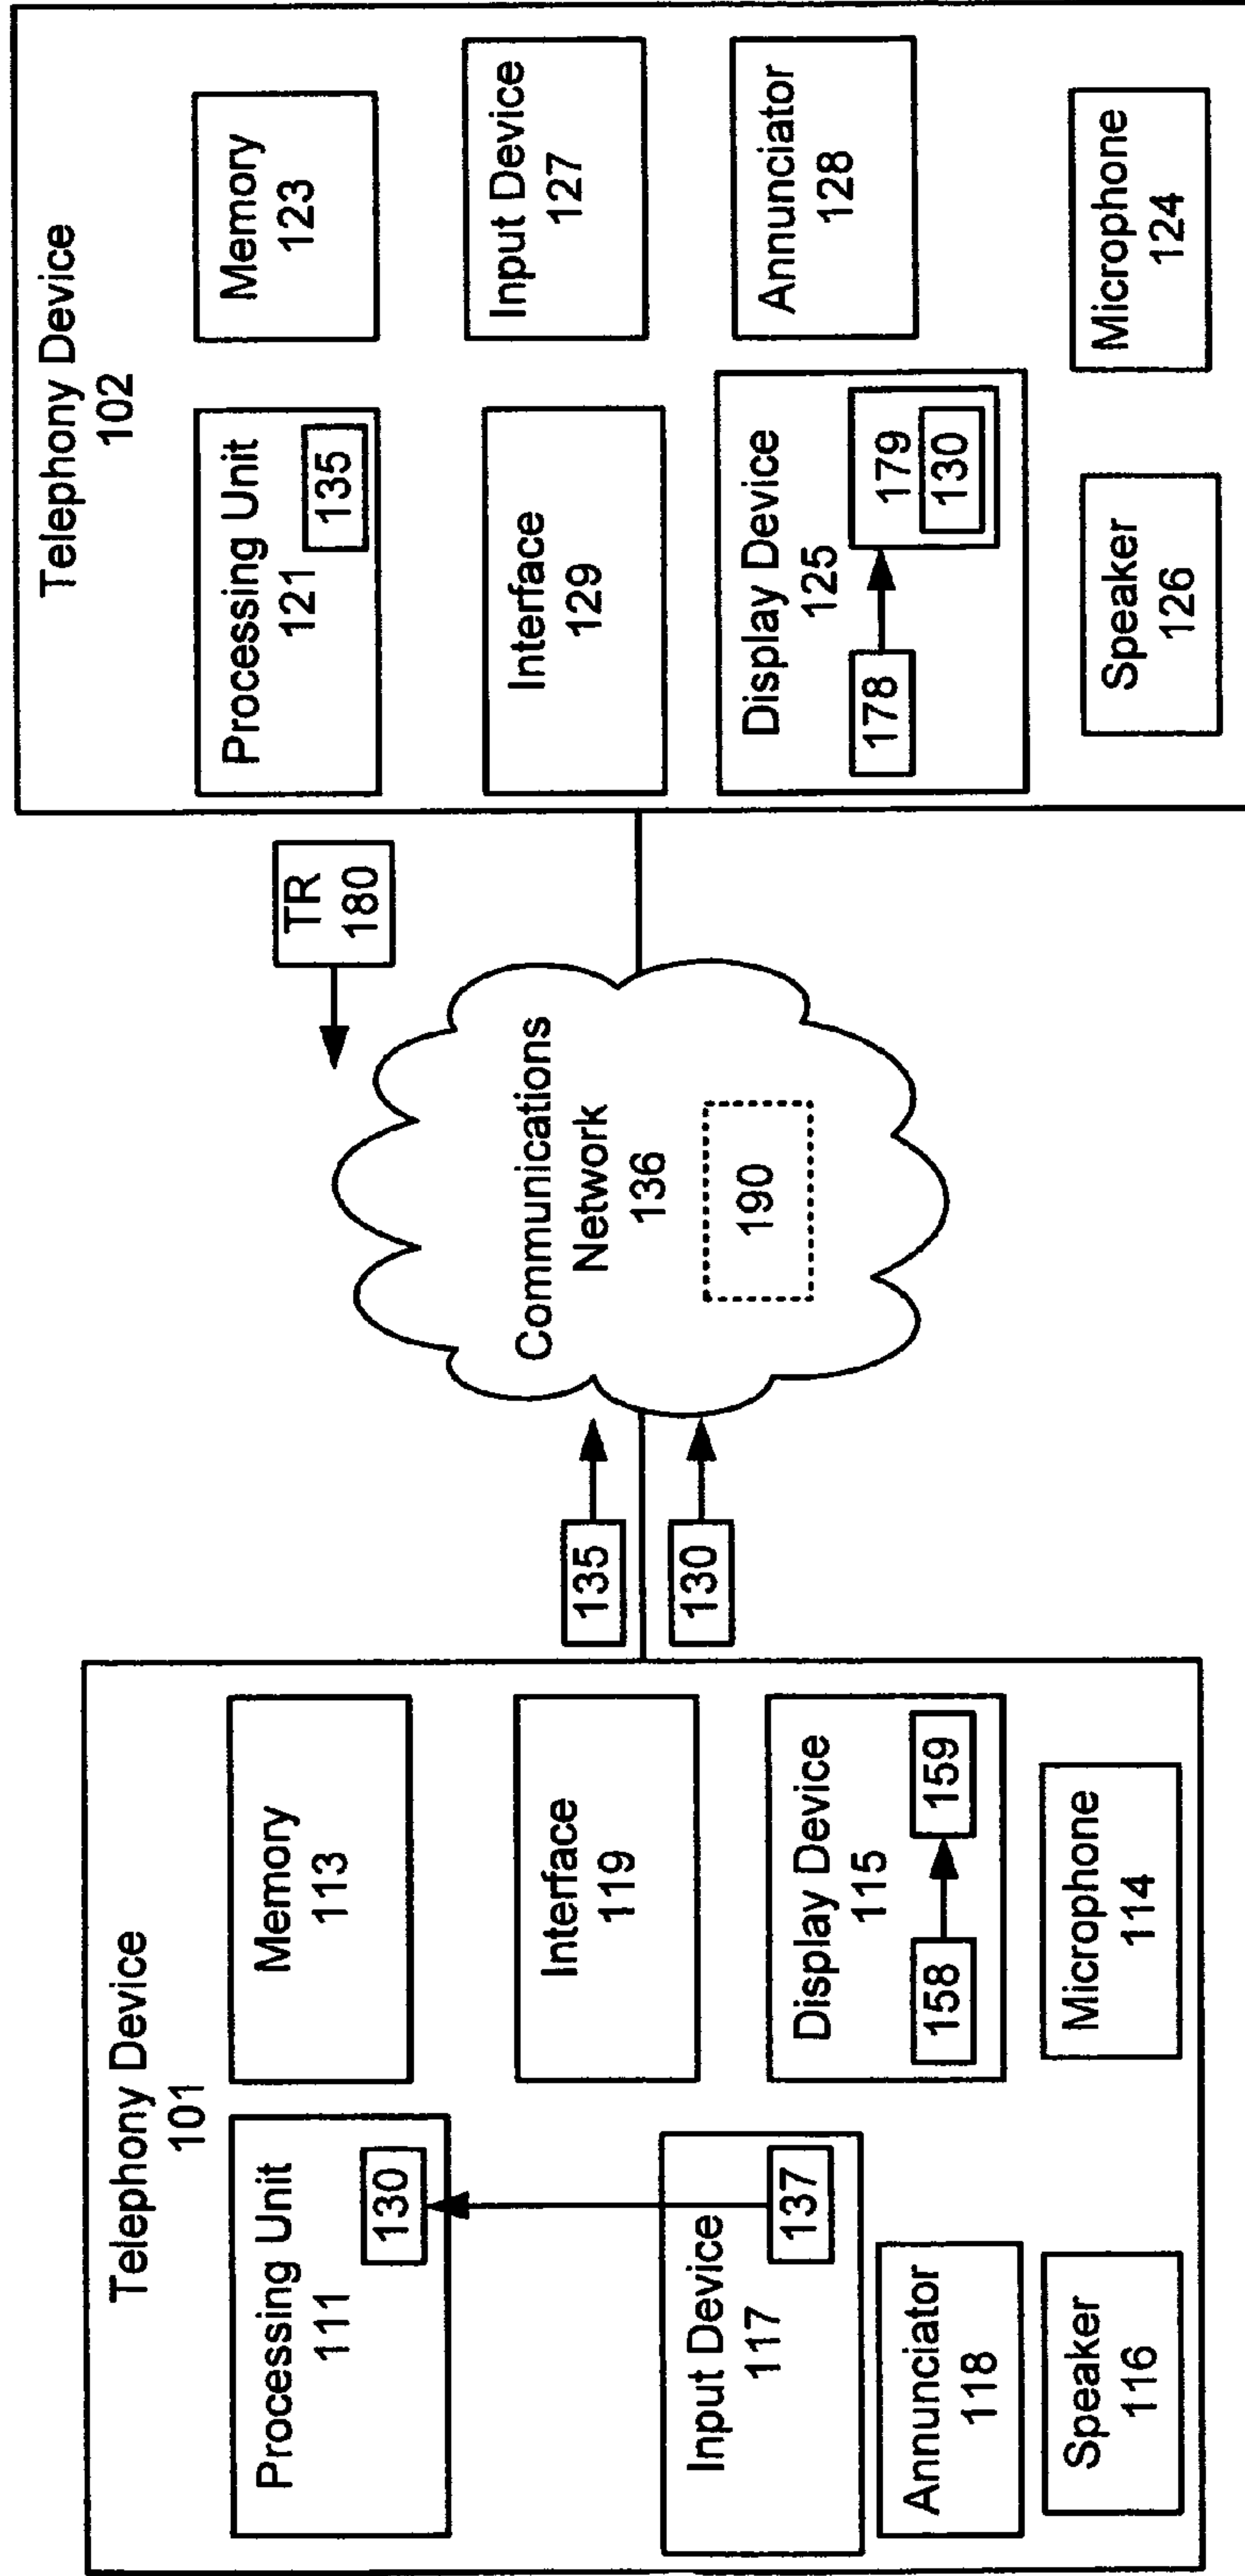 Telephony Device
101
Processing Unit
111
130
Memory
113
Interface
119
Input Device
117
137
Display Device
115
158
159
Annunciator
118
Speaker
116
Microphone
114
135
130
Communications
Network
136
190
TR
180
Telephony Device
102
Processing Unit
121
135
Memory
123
Interface
129
Input Device
127
Display Device
125
178
179
130
Annunciator
128
Speaker
126
Microphone
124